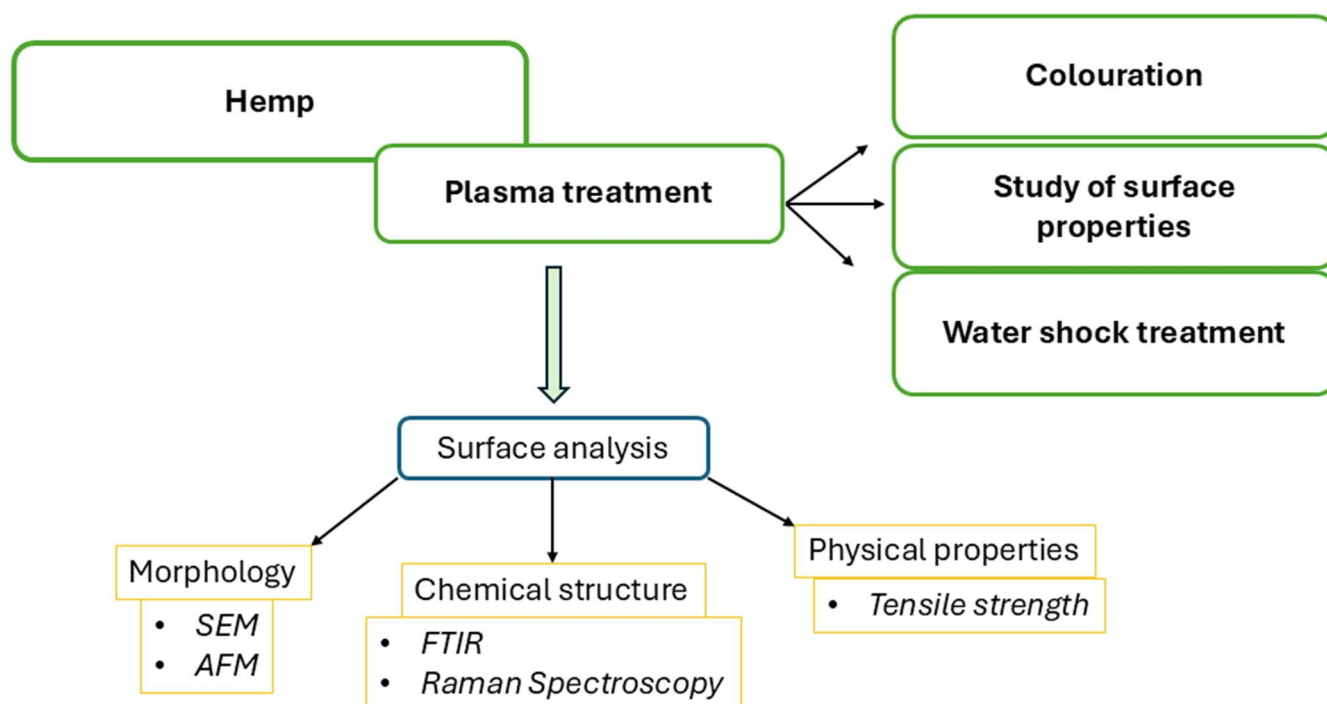 Hemp
Plasma treatment
Colouration
Study of surface
properties
Water shock treatment
Surface analysis
Morphology
• SEM
• AFM
Chemical structure
• FTIR
• Raman Spectroscopy
Physical properties
• Tensile strength